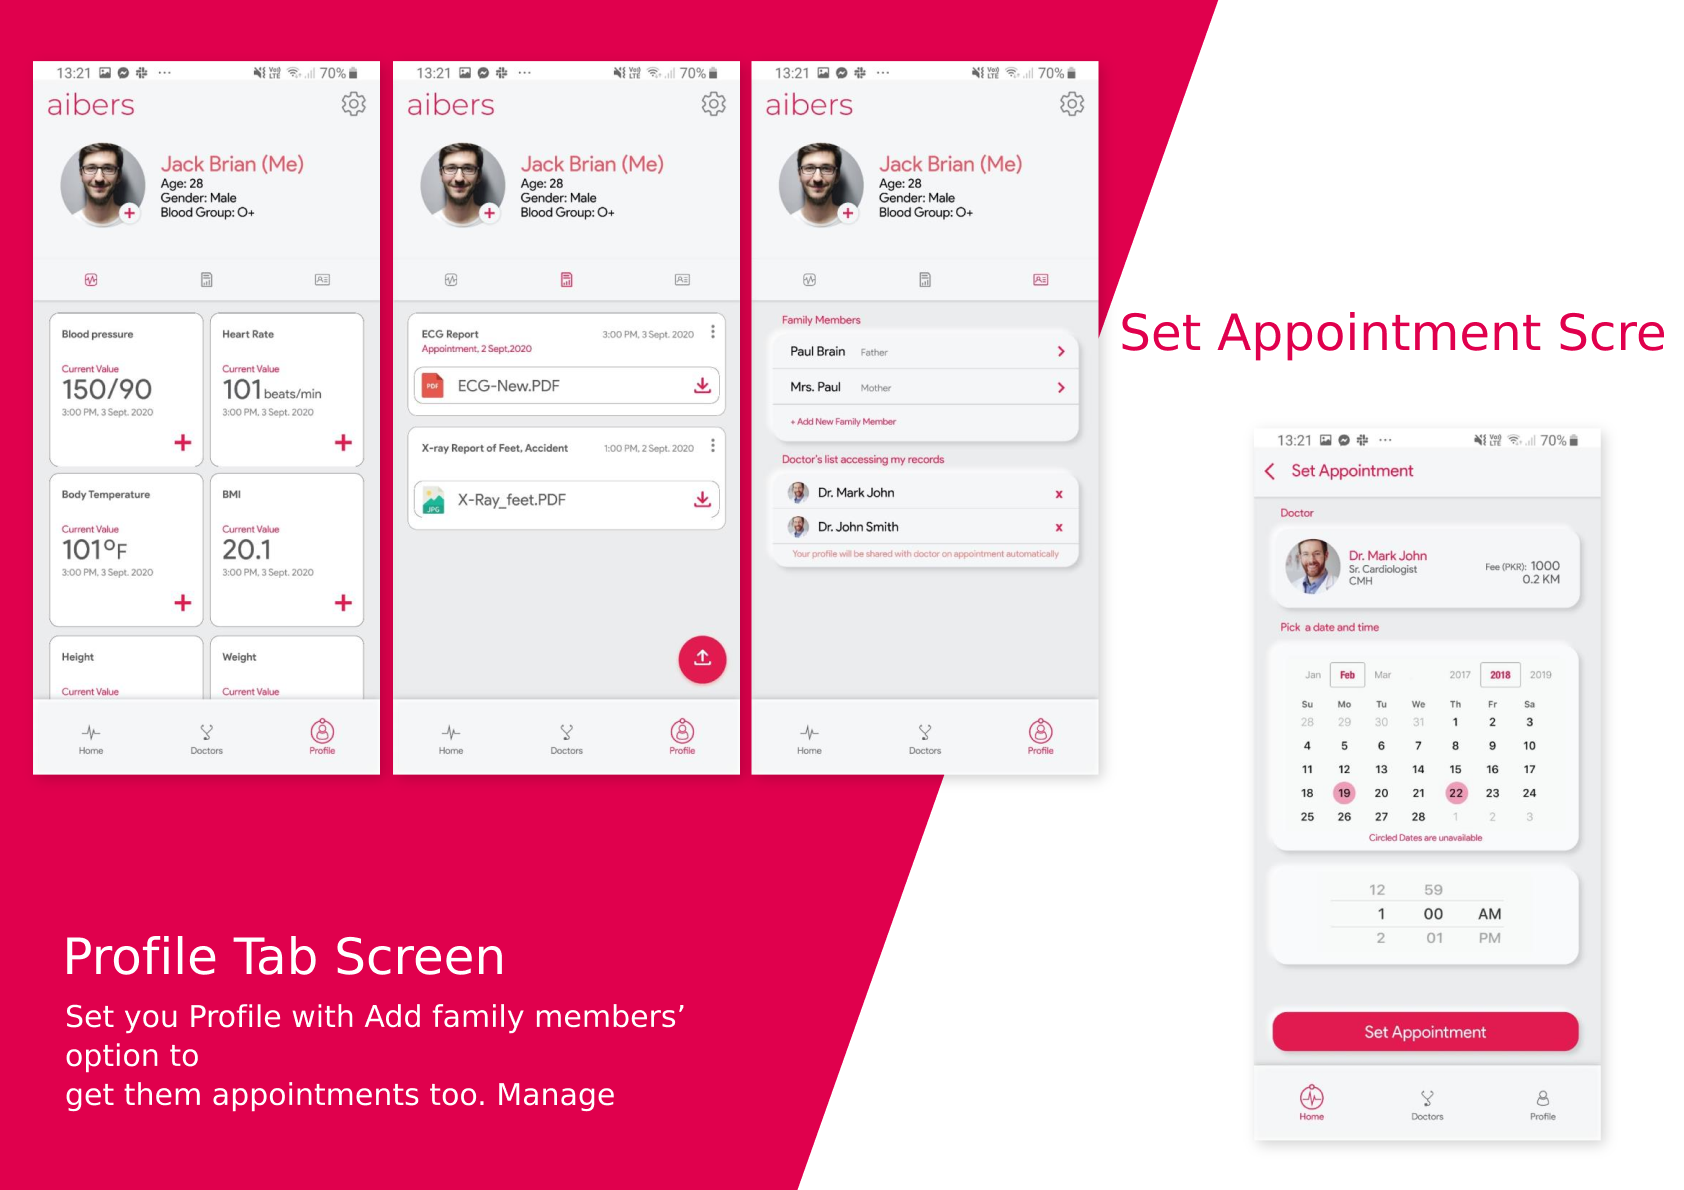 13:21 70%
aibers
Jack Brian (Me)
Age: 28
Gender: Male
Blood Group: O+
Blood pressure
Current Value
150/90
3:00 PM, 3 Sept. 2020
+
Heart Rate
Current Value
101 beats/min
3:00 PM, 3 Sept. 2020
+
Body Temperature
Current Value
101°F
3:00 PM, 3 Sept. 2020
+
BMI
Current Value
20.1
3:00 PM, 3 Sept. 2020
+
Height
Current Value
Weight
Current Value
Home Doctors Profile
13:21 70%
aibers
Jack Brian (Me)
Age: 28
Gender: Male
Blood Group: O+
ECG Report 3:00 PM, 3 Sept. 2020
Appointment, 2 Sept,2020
PDF ECG-New.PDF
X-ray Report of Feet, Accident 1:00 PM, 2 Sept. 2020
JPG X-Ray_feet.PDF
Home Doctors Profile
13:21 70%
aibers
Jack Brian (Me)
Age: 28
Gender: Male
Blood Group: O+
Family Members
Paul Brain Father
Mrs. Paul Mother
+ Add New Family Member
Doctor's list accessing my records
Dr. Mark John x
Dr. John Smith x
Your profile will be shared with doctor on appointment automatically
Home Doctors Profile
Set Appointment Scre
13:21 70%
Set Appointment
Doctor
Dr. Mark John
Sr. Cardiologist
CMH
Fee (PKR): 1000
0.2 KM
Pick a date and time
Jan Feb Mar 2017 2018 2019
Su Mo Tu We Th Fr Sa
28 29 30 31 1 2 3
4 5 6 7 8 9 10
11 12 13 14 15 16 17
18 19 20 21 22 23 24
25 26 27 28 1 2 3
Circled Dates are unavailable
12 59
1 00 AM
2 01 PM
Set Appointment
Home Doctors Profile
Profile Tab Screen
Set you Profile with Add family members’
option to
get them appointments too. Manage